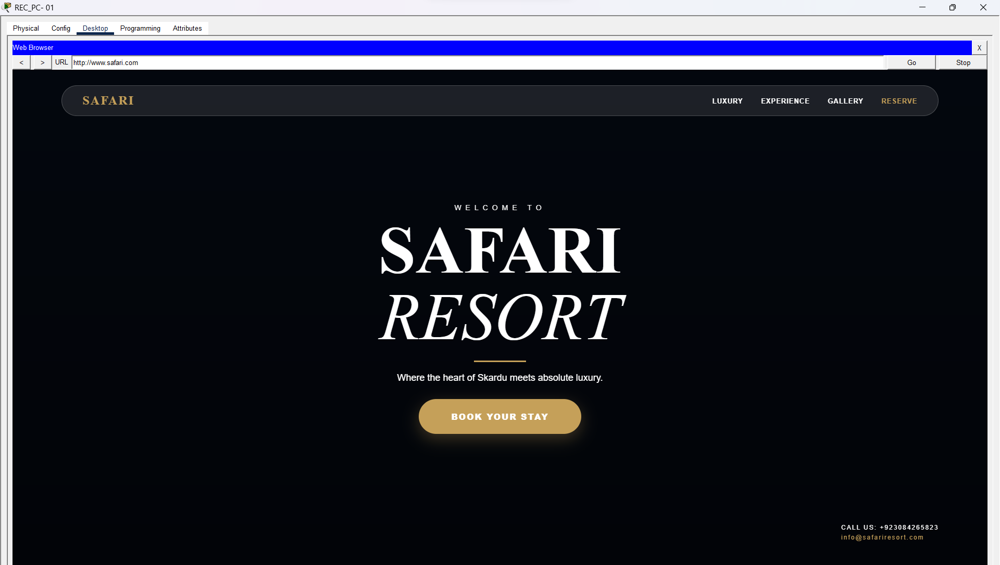 REC_PC- 01
Physical Config Desktop Programming Attributes
Web Browser X
< > URL http://www.safari.com Go Stop
SAFARI LUXURY EXPERIENCE GALLERY RESERVE
WELCOME TO
SAFARI
RESORT
Where the heart of Skardu meets absolute luxury.
BOOK YOUR STAY
CALL US: +923084265823
info@safariresort.com